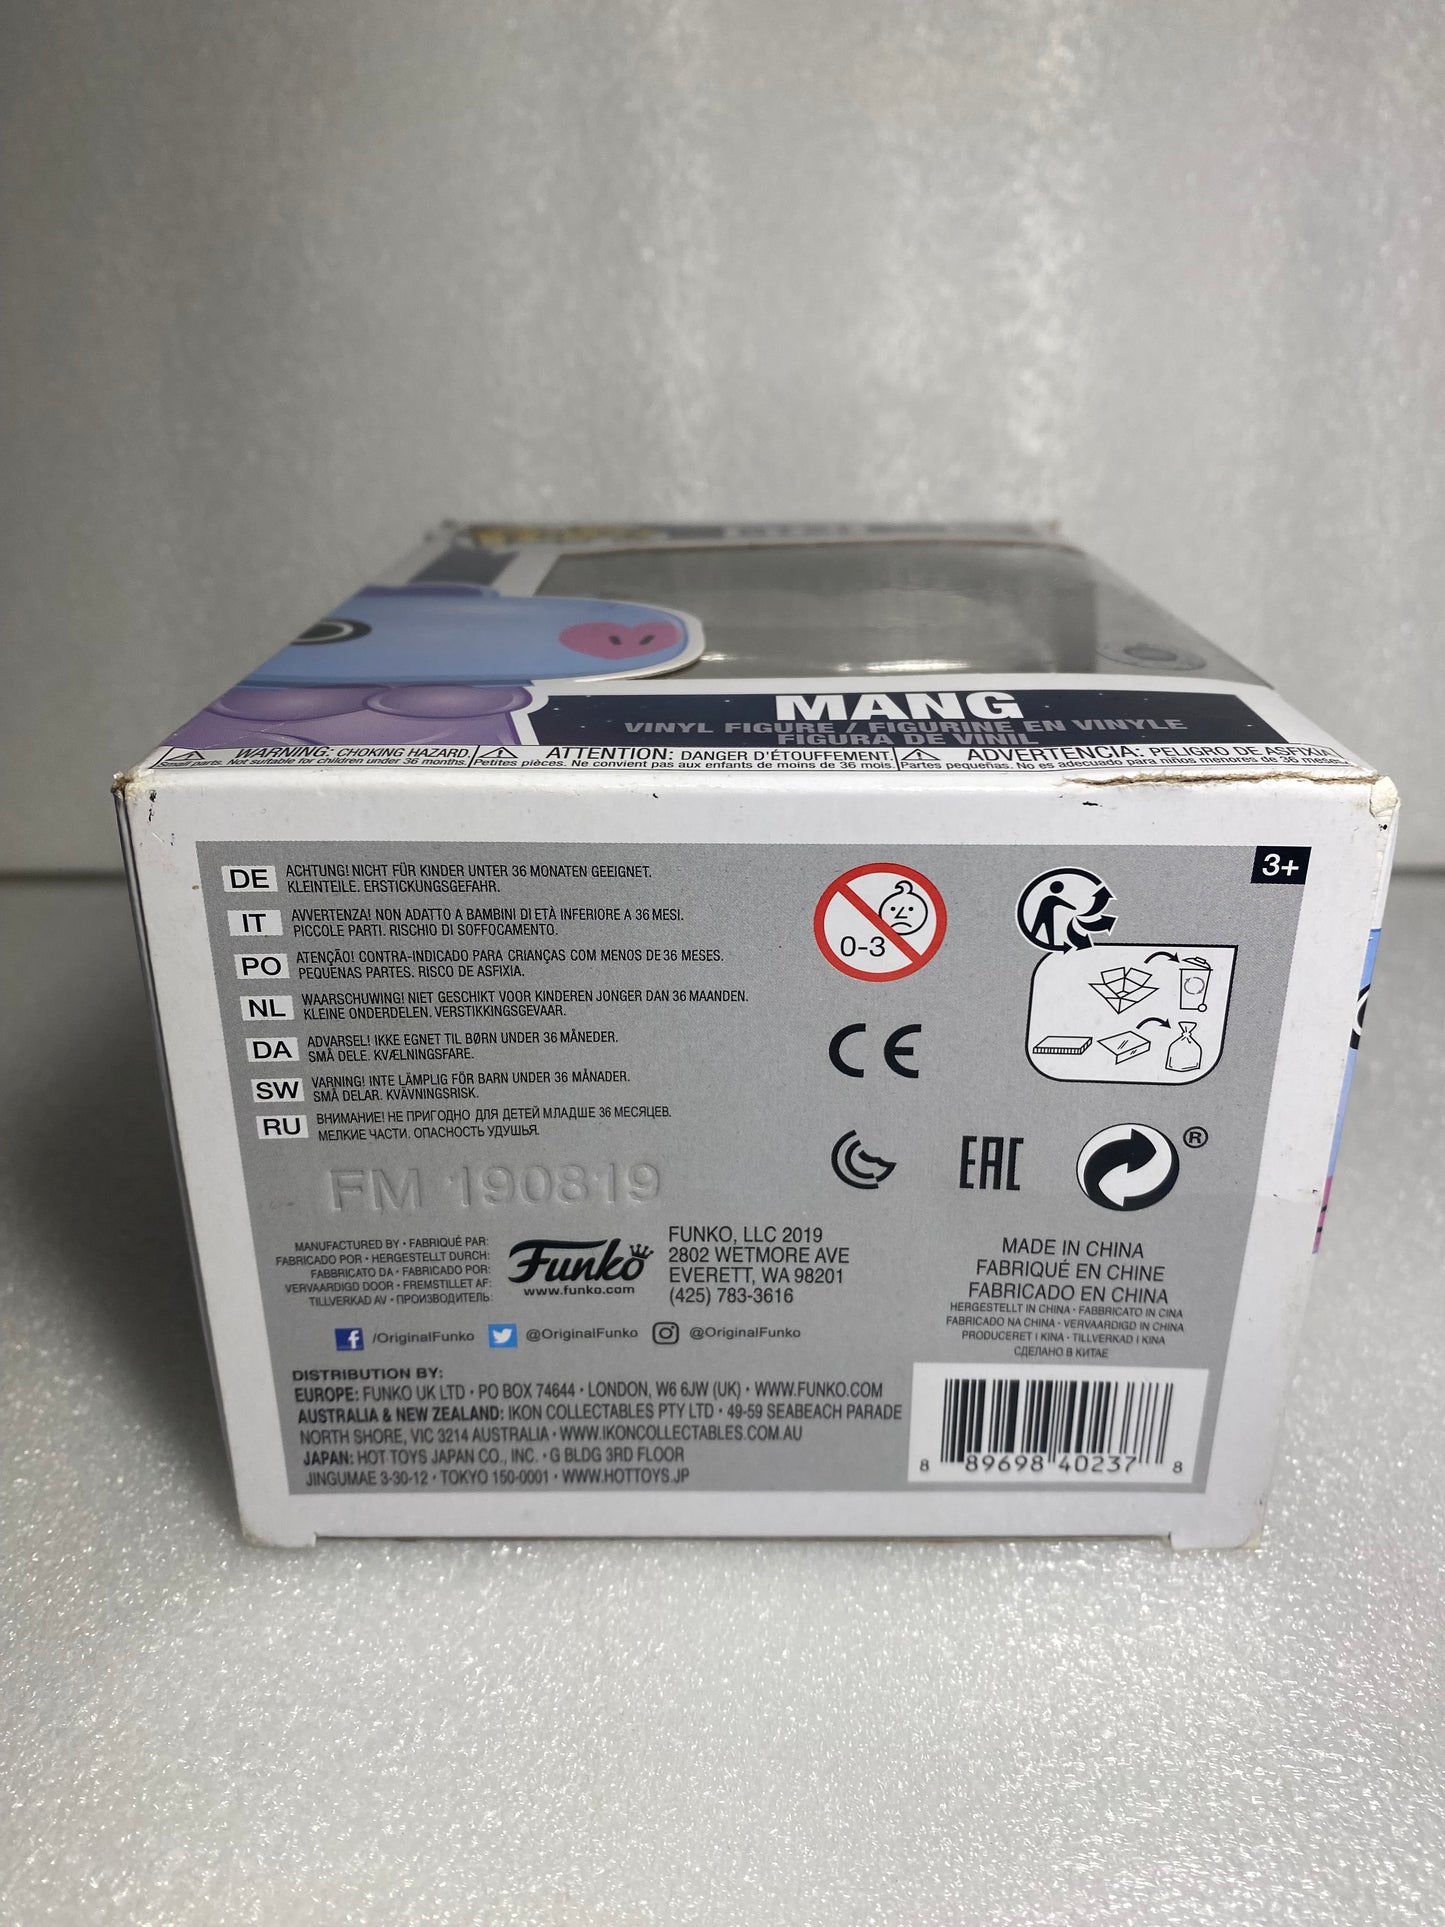 MANG
VINYL FIGURE / FIGURINE EN VINYLE
FIGURA DE VINIL
WARNING: CHOKING HAZARD.
Small parts. Not suitable for children under 36 months.
ATTENTION: DANGER D'ÉTOUFFEMENT.
Petites pièces. Ne convient pas aux enfants de moins de 36 mois.
ADVERTENCIA: PELIGRO DE ASFIXIA.
Partes pequeñas. No es adecuado para niños menores de 36 meses.
3+
DE ACHTUNG! NICHT FÜR KINDER UNTER 36 MONATEN GEEIGNET.
KLEINTEILE. ERSTICKUNGSGEFAHR.
IT AVVERTENZA! NON ADATTO A BAMBINI DI ETÀ INFERIORE A 36 MESI.
PICCOLE PARTI. RISCHIO DI SOFFOCAMENTO.
PO ATENÇÃO! CONTRA-INDICADO PARA CRIANÇAS COM MENOS DE 36 MESES.
PEQUENAS PARTES. RISCO DE ASFIXIA.
NL WAARSCHUWING! NIET GESCHIKT VOOR KINDEREN JONGER DAN 36 MAANDEN.
KLEINE ONDERDELEN. VERSTIKKINGSGEVAAR.
DA ADVARSEL! IKKE EGNET TIL BØRN UNDER 36 MÅNEDER.
SMÅ DELE. KVÆLNINGSFARE.
SW VARNING! INTE LÄMPLIG FÖR BARN UNDER 36 MÅNADER.
SMÅ DELAR. KVÄVNINGSRISK.
RU ВНИМАНИЕ! НЕ ПРИГОДНО ДЛЯ ДЕТЕЙ МЛАДШЕ 36 МЕСЯЦЕВ.
МЕЛКИЕ ЧАСТИ. ОПАСНОСТЬ УДУШЬЯ.
0-3
CE
EAC
®
FM 190819
MANUFACTURED BY • FABRIQUÉ PAR:
FABRICADO POR • HERGESTELLT DURCH:
FABBRICATO DA • FABRICADO POR:
VERVAARDIGD DOOR • FREMSTILLET AF:
TILLVERKAD AV • ПРОИЗВОДИТЕЛЬ:
Funko
www.funko.com
FUNKO, LLC 2019
2802 WETMORE AVE
EVERETT, WA 98201
(425) 783-3616
/OriginalFunko @OriginalFunko @OriginalFunko
MADE IN CHINA
FABRIQUÉ EN CHINE
FABRICADO EN CHINA
HERGESTELLT IN CHINA • FABBRICATO IN CINA
FABRICADO NA CHINA • VERVAARDIGD IN CHINA
PRODUCERET I KINA • TILLVERKAD I KINA
СДЕЛАНО В КИТАЕ
DISTRIBUTION BY:
EUROPE: FUNKO UK LTD • PO BOX 74644 • LONDON, W6 6JW (UK) • WWW.FUNKO.COM
AUSTRALIA & NEW ZEALAND: IKON COLLECTABLES PTY LTD • 49-59 SEABEACH PARADE
NORTH SHORE, VIC 3214 AUSTRALIA • WWW.IKONCOLLECTABLES.COM.AU
JAPAN: HOT TOYS JAPAN CO., INC. • G BLDG 3RD FLOOR
JINGUMAE 3-30-12 • TOKYO 150-0001 • WWW.HOTTOYS.JP
8 89698 40237 8